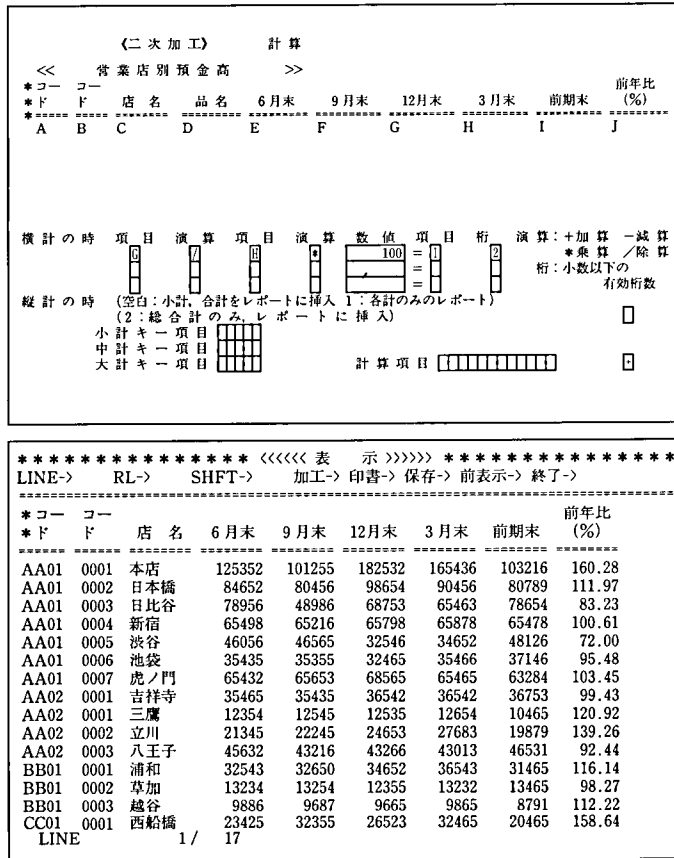 《二 次 加 工》 計 算
<< 営 業 店 別 預 金 高 >>
*コー コー 前年比
*ド ド 店 名 品 名 6月末 9月末 12月末 3月末 前期末 (%)
*===== ===== ======== ======== ======== ======== ======== ======== ======== ========
A B C D E F G H I J
横 計 の 時 項 目 演 算 項 目 演 算 数 値 項 目 桁 演 算:+加 算 −減 算
G / H * 100 = I 2 *乗 算 /除 算
= 桁:小数以下の
= 有効桁数
縦 計 の 時 (空白:小計, 合計をレポートに挿入 1:各計のみのレポート)
(2:総 合 計 の み, レ ポ ー ト に 挿 入)
小 計 キ ー 項 目
中 計 キ ー 項 目
大 計 キ ー 項 目 計 算 項 目
* * * * * * * * * * * * * * * 《《《 表 示 》》》 * * * * * * * * * * * * * * *
LINE-> RL-> SHFT-> 加工-> 印書-> 保存-> 前表示-> 終了->
*コー コー 前年比
*ド ド 店 名 6月末 9月末 12月末 3月末 前期末 (%)
====== ====== ======== ======== ======== ======== ======== ======== ========
AA01 0001 本店 125352 101255 182532 165436 103216 160.28
AA01 0002 日本橋 84652 80456 98654 90456 80789 111.97
AA01 0003 日比谷 78956 48986 68753 65463 78654 83.23
AA01 0004 新宿 65498 65216 65798 65878 65478 100.61
AA01 0005 渋谷 46056 46565 32546 34652 48126 72.00
AA01 0006 池袋 35435 35355 32465 35466 37146 95.48
AA01 0007 虎ノ門 65432 65653 68565 65465 63284 103.45
AA02 0001 吉祥寺 35465 35435 36542 36542 36753 99.43
AA02 0001 三鷹 12354 12545 12535 12654 10465 120.92
AA02 0002 立川 21345 22245 24653 27683 19879 139.26
AA02 0003 八王子 45632 43216 43266 43013 46531 92.44
BB01 0001 浦和 32543 32650 34652 36543 31465 116.14
BB01 0002 草加 13234 13254 12355 13232 13465 98.27
BB01 0003 越谷 9886 9687 9665 9865 8791 112.22
CC01 0001 西船橋 23425 32355 26523 32465 20465 158.64
LINE 1/ 17